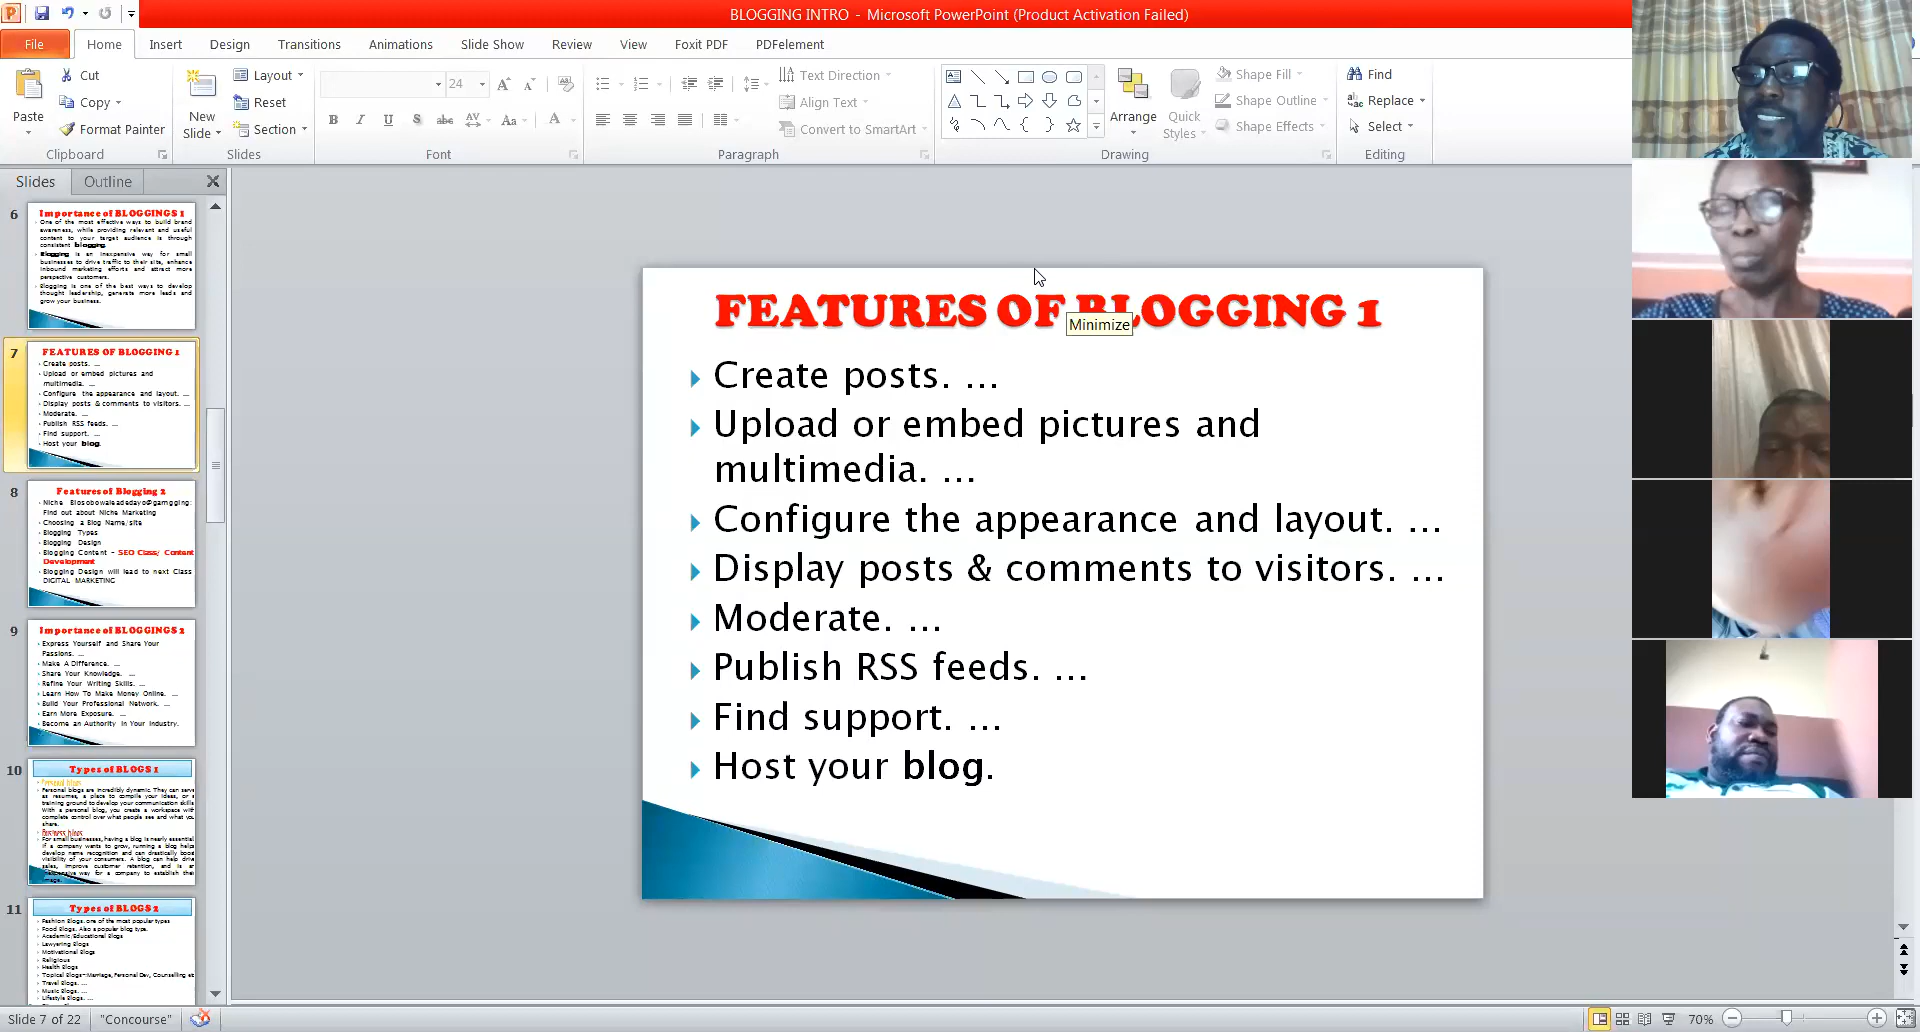 BLOGGING INTRO - Microsoft PowerPoint (Product Activation Failed)
File Home Insert Design Transitions Animations Slide Show Review View Foxit PDF PDFelement
Paste
Cut
Copy
Format Painter
Clipboard
New Slide
Layout
Reset
Section
Slides
24
B I U S abc AV Aa A
Font
Text Direction
Align Text
Convert to SmartArt
Paragraph
Arrange
Quick Styles
Shape Fill
Shape Outline
Shape Effects
Drawing
Find
Replace
Select
Editing
Slides Outline
6
Importance of BLOGGINGS 1
One of the most effective ways to build brand
awareness, while providing relevant and useful
content to your target audience is through
consistent blogging.
Blogging is an inexpensive way for small
businesses to drive traffic to their site, enhance
inbound marketing efforts and attract more
perspective customers.
Blogging is one of the best ways to develop
thought leadership, generate more leads and
grow your business.
7
FEATURES OF BLOGGING 1
Create posts. ...
Upload or embed pictures and
multimedia. ...
Configure the appearance and layout. ...
Display posts & comments to visitors. ...
Moderate. ...
Publish RSS feeds. ...
Find support. ...
Host your blog.
8
Features of Blogging 2
Find out about Niche Marketing
Choosing a Blog Name/site
Blogging Types
Blogging Design
Blogging Content - SEO Class/ Content
Development
Blogging Design will lead to next Class
DIGITAL MARKETING
9
Importance of BLOGGINGS 2
Express Yourself and Share Your
Passions. ...
Make A Difference. ...
Share Your Knowledge. ...
Refine Your Writing Skills. ...
Learn How To Make Money Online. ...
Build Your Professional Network. ...
Earn More Exposure. ...
Become an Authority In Your Industry.
10
Types of BLOGS 1
Personal blogs
Personal blogs are incredibly dynamic. They can serve
as resumes, a place to compile your ideas, or a
training ground to develop your communication skills.
With a personal blog, you create a workspace with
complete control over what people see and what you
share.
Business blogs
For small businesses, having a blog is nearly essential.
If a company wants to grow, running a blog helps
develop name recognition and can drastically boost
visibility of your consumers. A blog can help drive
sales, improve customer retention, and is an
inexpensive way for a company to establish their
image.
11
Types of BLOGS 2
Fashion Blogs. one of the most popular types
Food Blogs. Also a popular blog type.
Academic/Educational Blogs
Lawyering Blogs
Motivational Blogs
Religious
Health Blogs
Topical Blogs-Marriage, Personal Dev, Counselling etc
Travel Blogs. ...
Music Blogs. ...
Lifestyle Blogs. ...
FEATURES OF BLOGGING 1
Minimize
Create posts. ...
Upload or embed pictures and
multimedia. ...
Configure the appearance and layout. ...
Display posts & comments to visitors. ...
Moderate. ...
Publish RSS feeds. ...
Find support. ...
Host your blog.
Slide 7 of 22 "Concourse" 70%